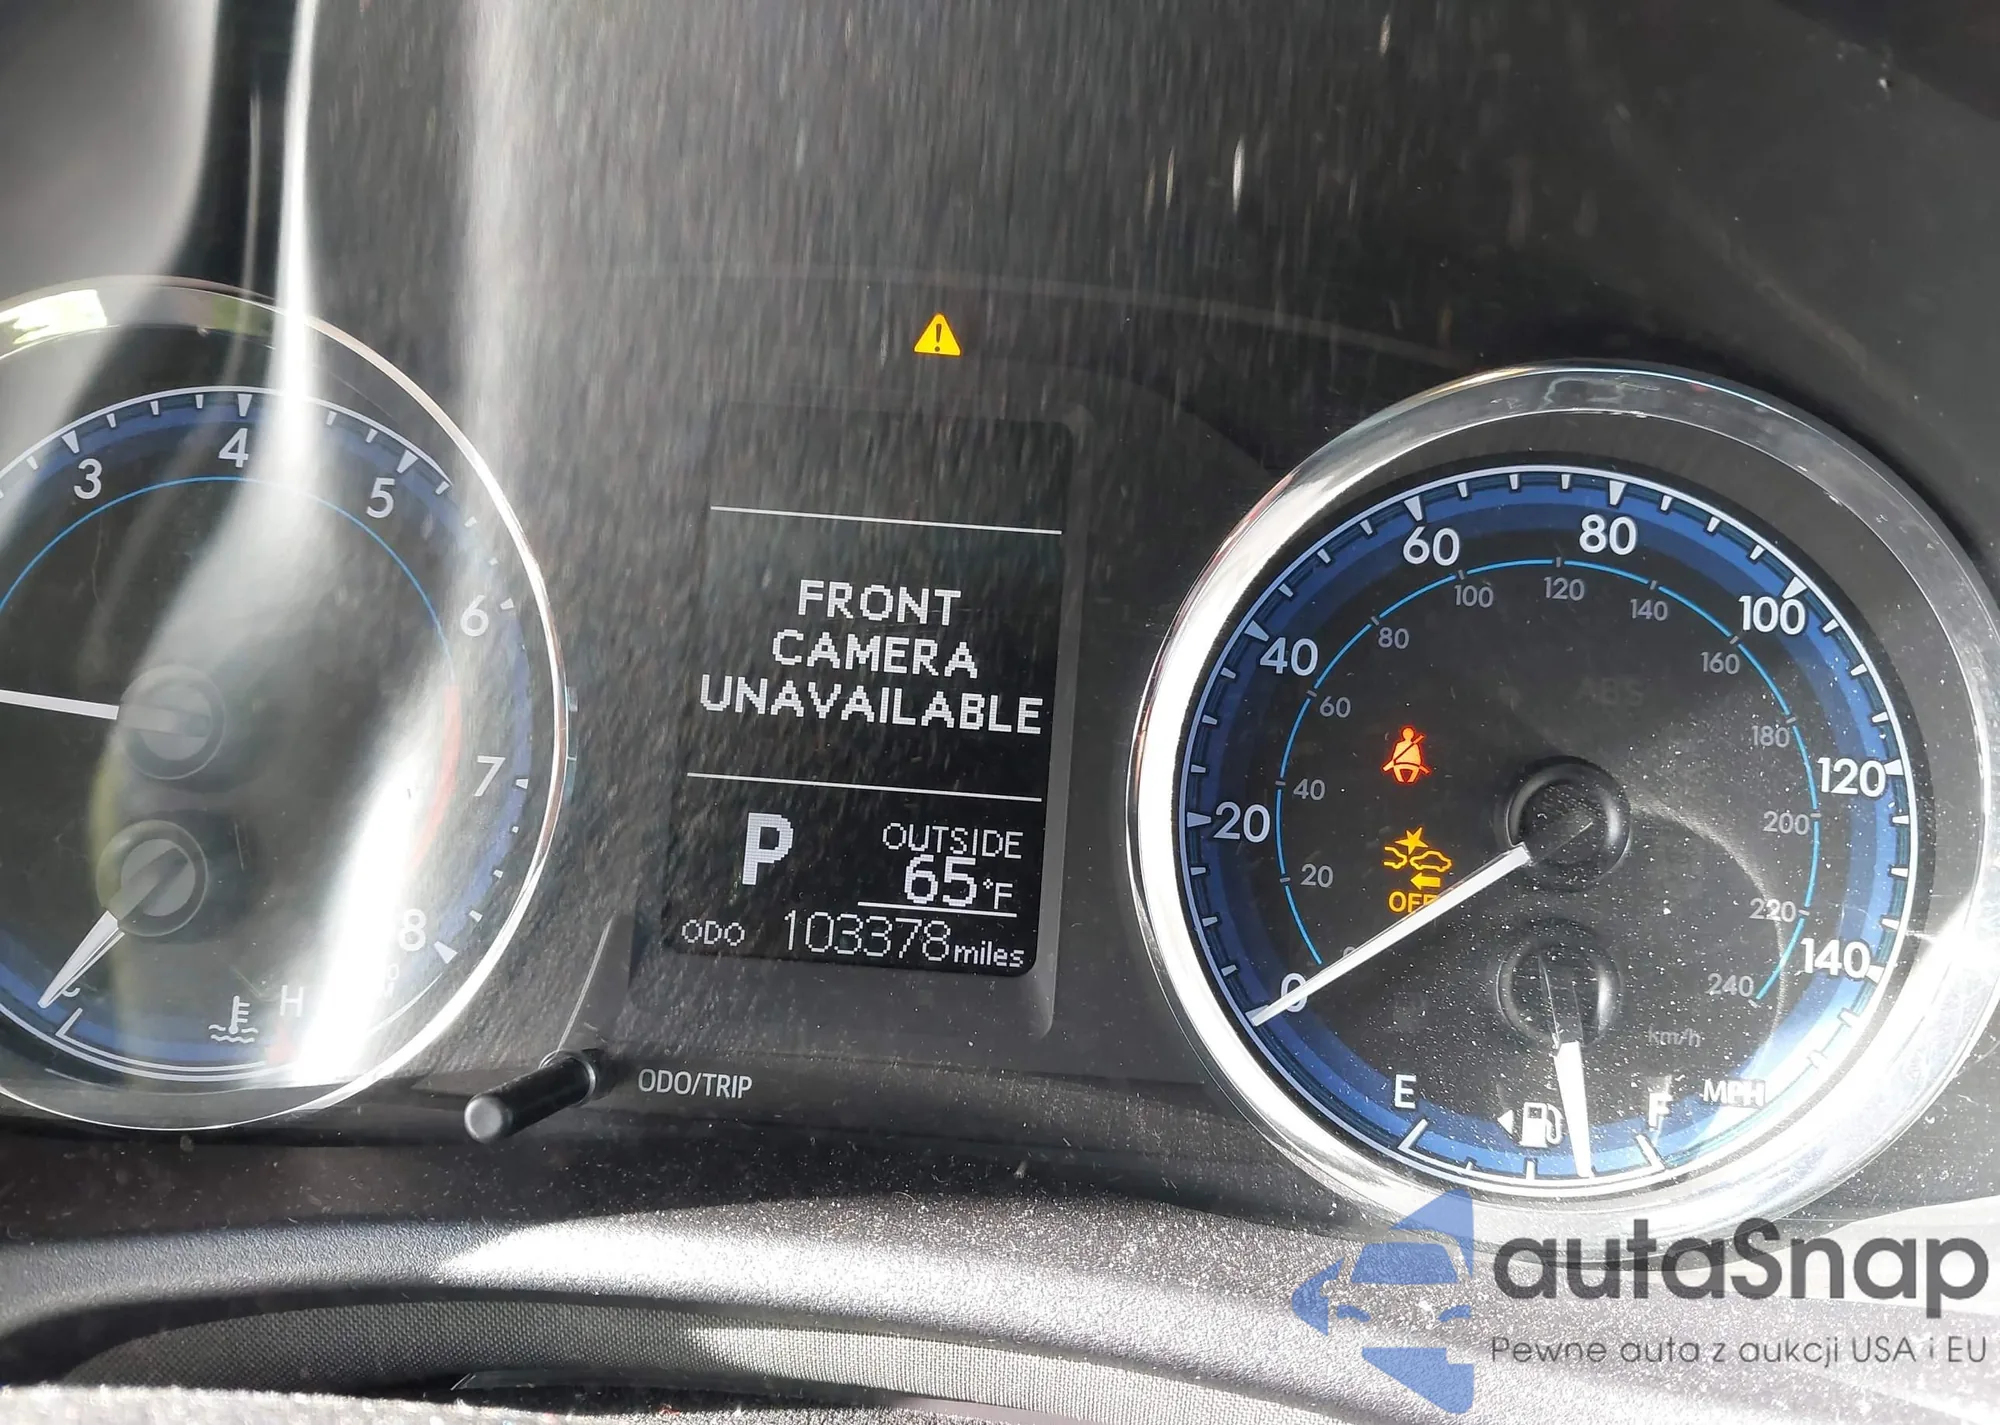 3
4
5
6
7
8
H
FRONT
CAMERA
UNAVAILABLE
P
OUTSIDE
65°F
ODO 103378 miles
ODO/TRIP
0
20
40
60
80
100
120
140
20
40
60
80
100
120
140
160
180
200
220
240
km/h
MPH
ABS
OFF
E
F
autaSnap
Pewne auta z aukcji USA i EU